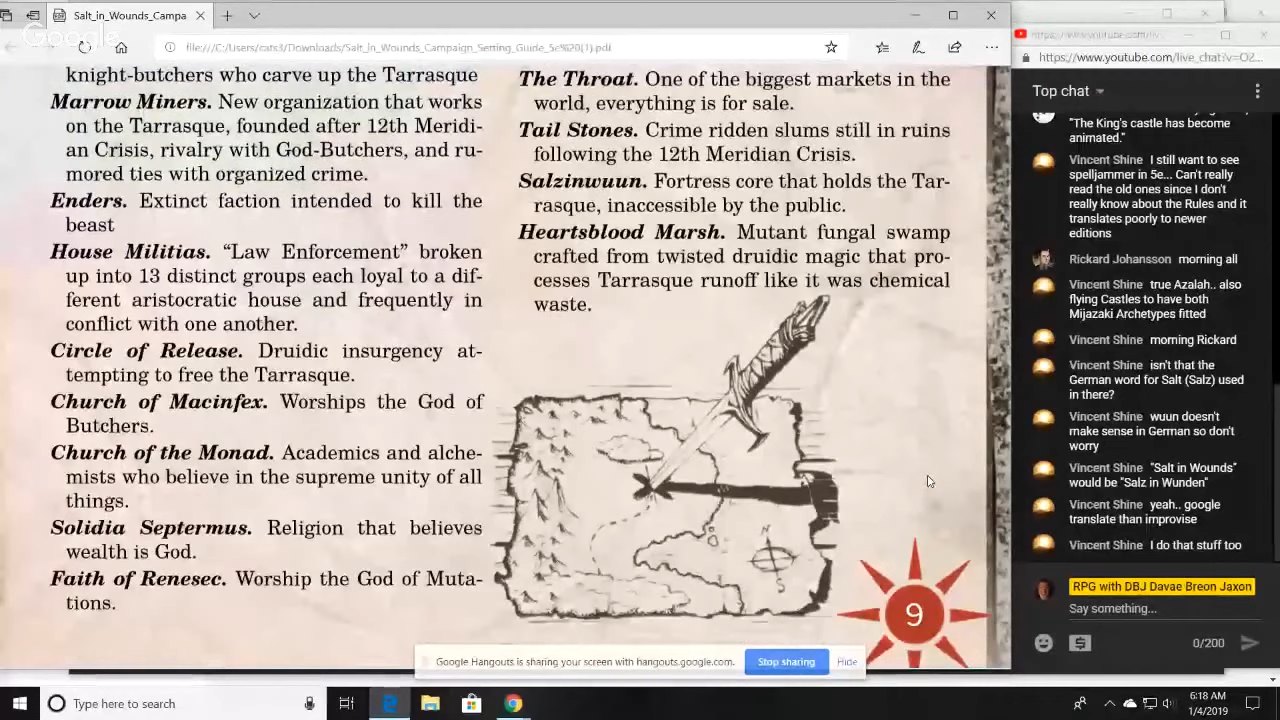 Salt_in_Wounds_Campa
Google
file:///C:/Users/cats3/Downloads/Salt_In_Wounds_Campaign_Setting_Guide_5e%20(1).pdf
knight-butchers who carve up the Tarrasque
Marrow Miners. New organization that works
on the Tarrasque, founded after 12th Meridi-
an Crisis, rivalry with God-Butchers, and ru-
mored ties with organized crime.
Enders. Extinct faction intended to kill the
beast
House Militias. “Law Enforcement” broken
up into 13 distinct groups each loyal to a dif-
ferent aristocratic house and frequently in
conflict with one another.
Circle of Release. Druidic insurgency at-
tempting to free the Tarrasque.
Church of Macinfex. Worships the God of
Butchers.
Church of the Monad. Academics and alche-
mists who believe in the supreme unity of all
things.
Solidia Septermus. Religion that believes
wealth is God.
Faith of Renesec. Worship the God of Muta-
tions.
The Throat. One of the biggest markets in the
world, everything is for sale.
Tail Stones. Crime ridden slums still in ruins
following the 12th Meridian Crisis.
Salzinwuun. Fortress core that holds the Tar-
rasque, inaccessible by the public.
Heartsblood Marsh. Mutant fungal swamp
crafted from twisted druidic magic that pro-
cesses Tarrasque runoff like it was chemical
waste.
N
S
9
Google Hangouts is sharing your screen with hangouts.google.com.
Stop sharing
Hide
https://www.youtube.com/live_chat?v=O2...
Top chat
"The King's castle has become
animated."
Vincent Shine I still want to see
spelljammer in 5e... Can't really
read the old ones since I don't
really know about the Rules and it
translates poorly to newer
editions
Rickard Johansson morning all
Vincent Shine true Azalah.. also
flying Castles to have both
Mijazaki Archetypes fitted
Vincent Shine morning Rickard
Vincent Shine isn't that the
German word for Salt (Salz) used
in there?
Vincent Shine wuun doesn't
make sense in German so don't
worry
Vincent Shine "Salt in Wounds"
would be "Salz in Wunden"
Vincent Shine yeah.. google
translate than improvise
Vincent Shine I do that stuff too
RPG with DBJ Davae Breon Jaxon
Say something...
0/200
Type here to search
6:18 AM
1/4/2019